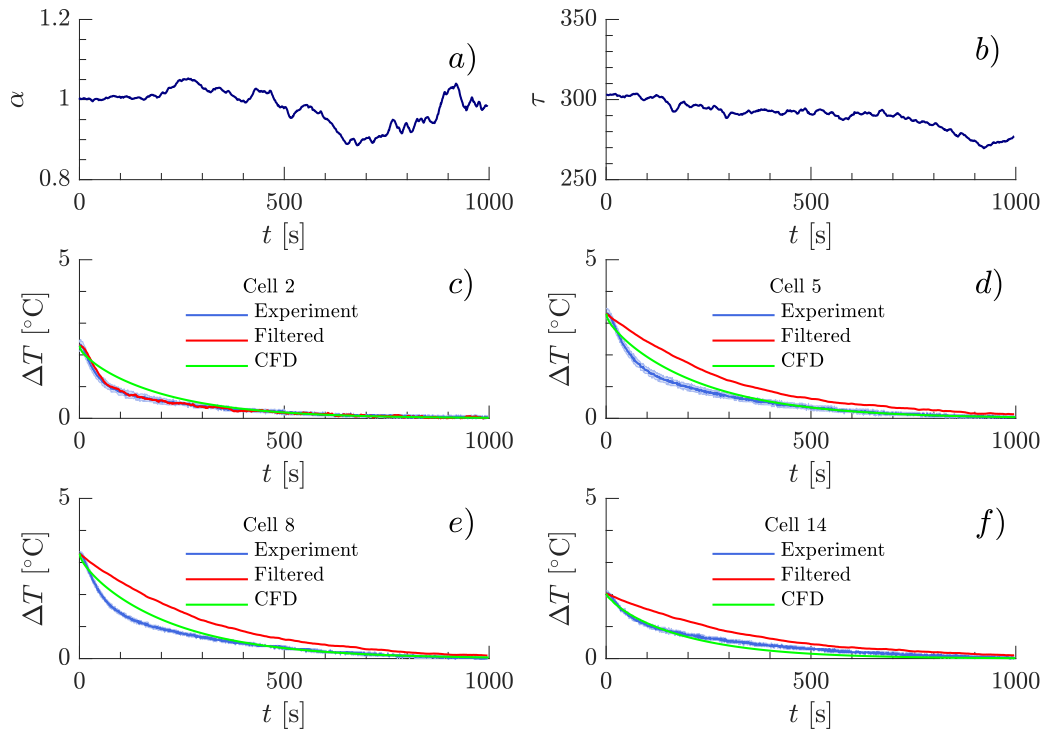 1.2
a)
α
1
0.8
0
500
1000
t [s]
350
b)
τ
300
250
0
500
1000
t [s]
5
c)
Cell 2
Experiment
Filtered
CFD
ΔT [°C]
0
0
500
1000
t [s]
5
d)
Cell 5
Experiment
Filtered
CFD
ΔT [°C]
0
0
500
1000
t [s]
5
e)
Cell 8
Experiment
Filtered
CFD
ΔT [°C]
0
0
500
1000
t [s]
5
f)
Cell 14
Experiment
Filtered
CFD
ΔT [°C]
0
0
500
1000
t [s]